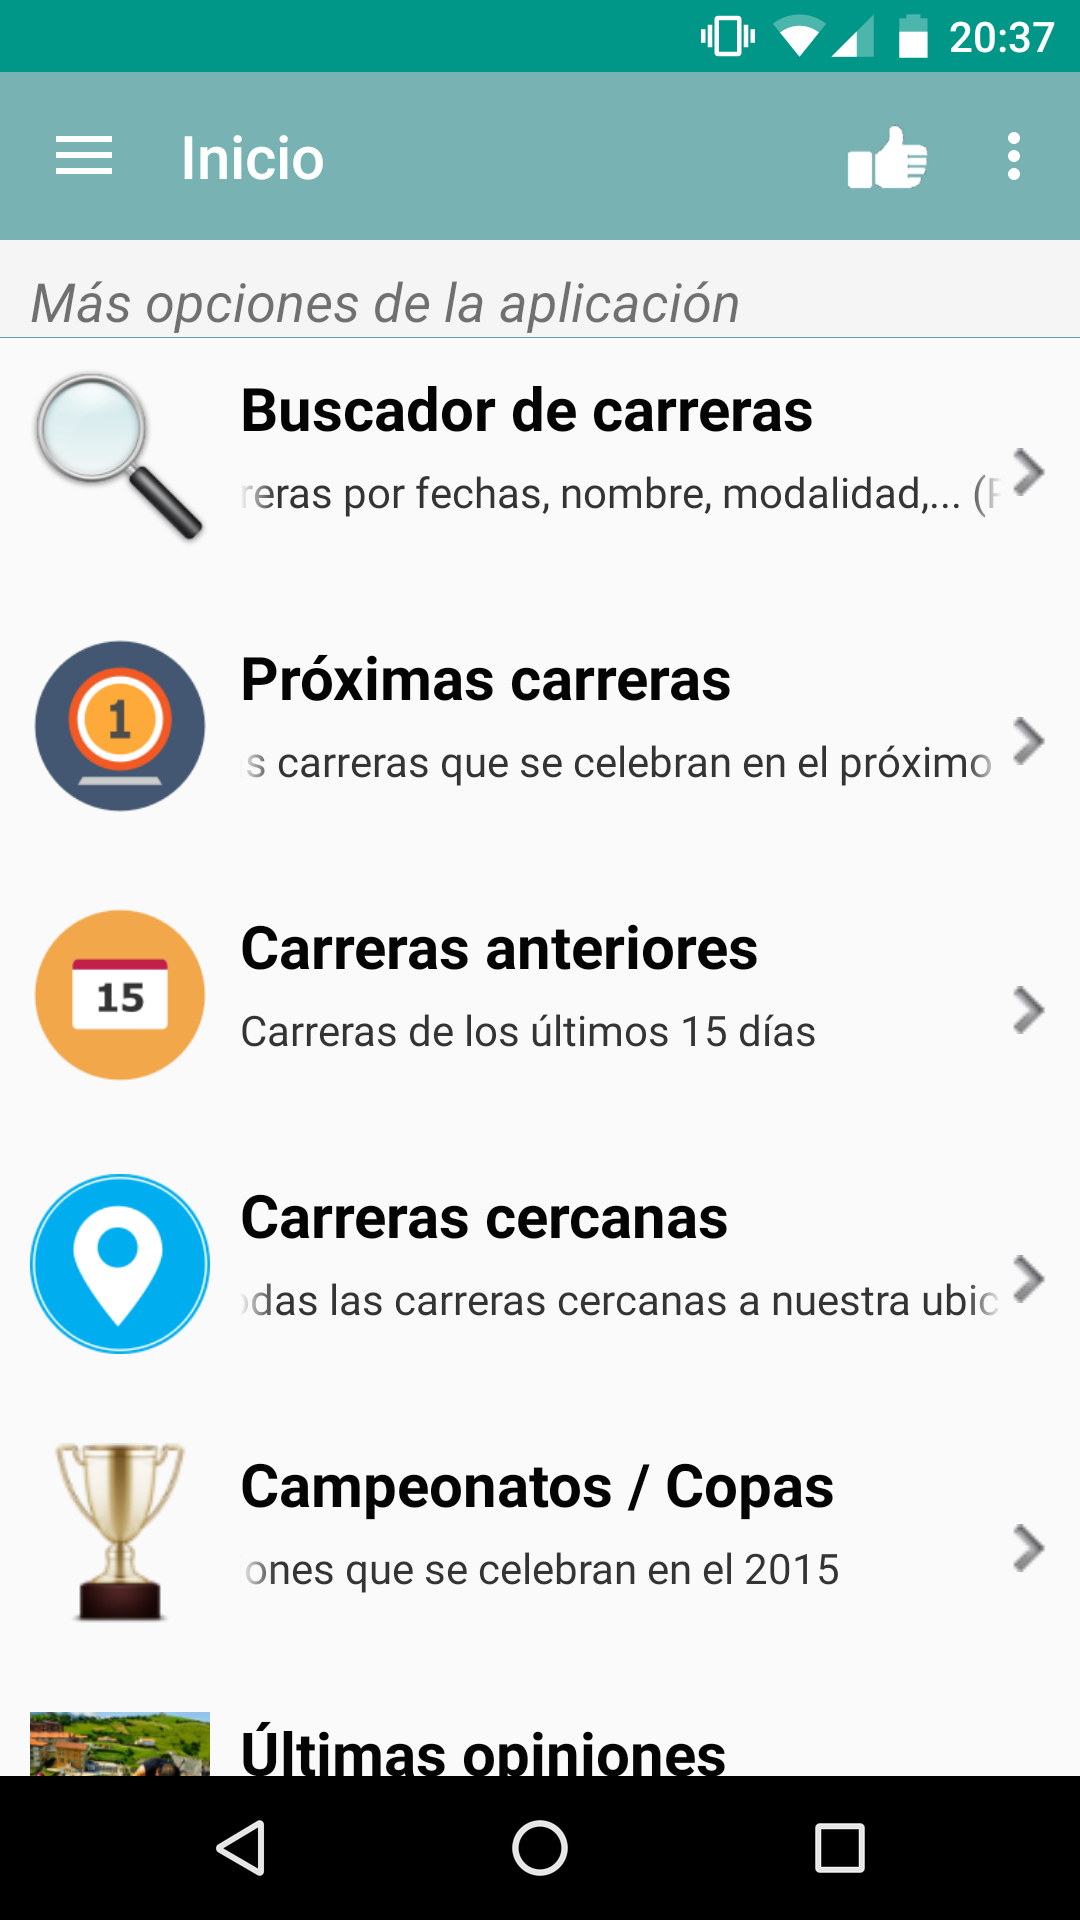 20:37
Inicio
Más opciones de la aplicación
Buscador de carreras
reras por fechas, nombre, modalidad,... (P
1
Próximas carreras
s carreras que se celebran en el próximo
15
Carreras anteriores
Carreras de los últimos 15 días
Carreras cercanas
odas las carreras cercanas a nuestra ubic
Campeonatos / Copas
ones que se celebran en el 2015
Últimas opiniones